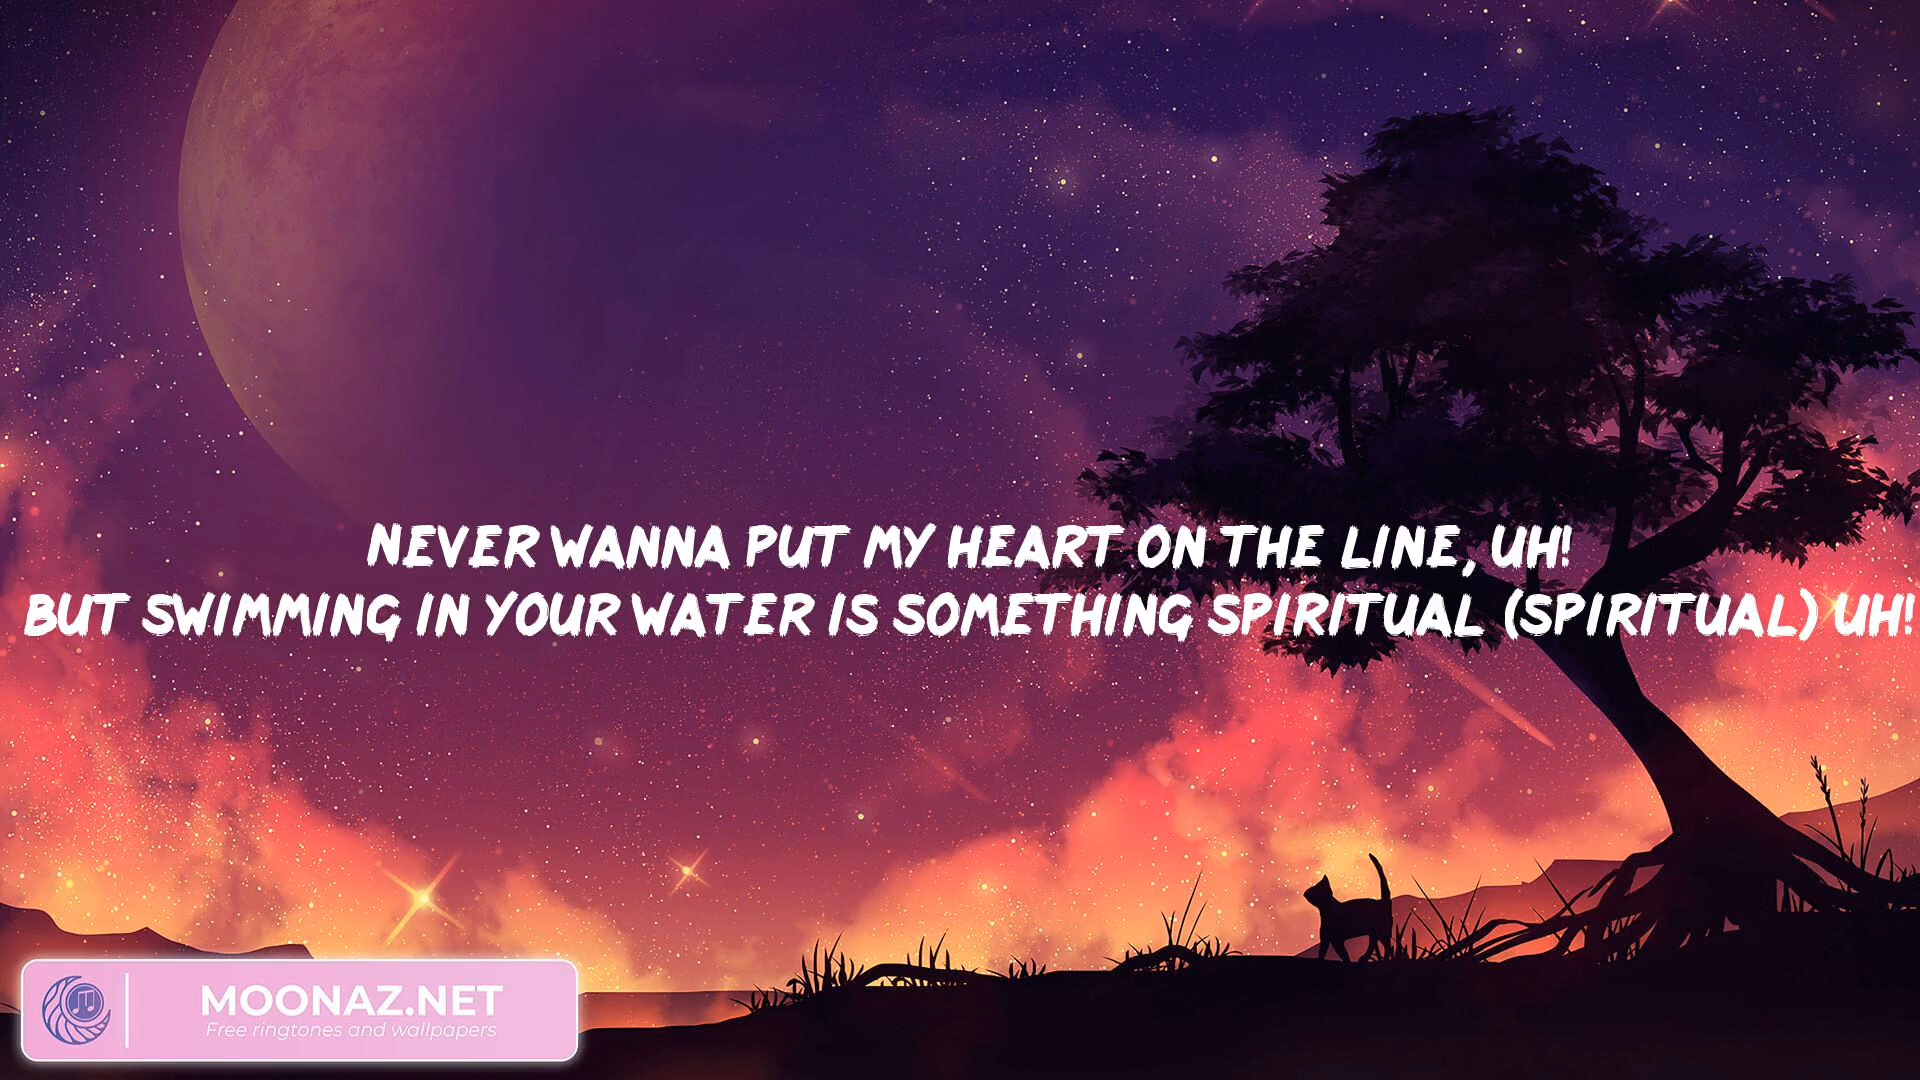 NEVER WANNA PUT MY HEART ON THE LINE, UH!
BUT SWIMMING IN YOUR WATER IS SOMETHING SPIRITUAL (SPIRITUAL) UH!
MOONAZ.NET
Free ringtones and wallpapers